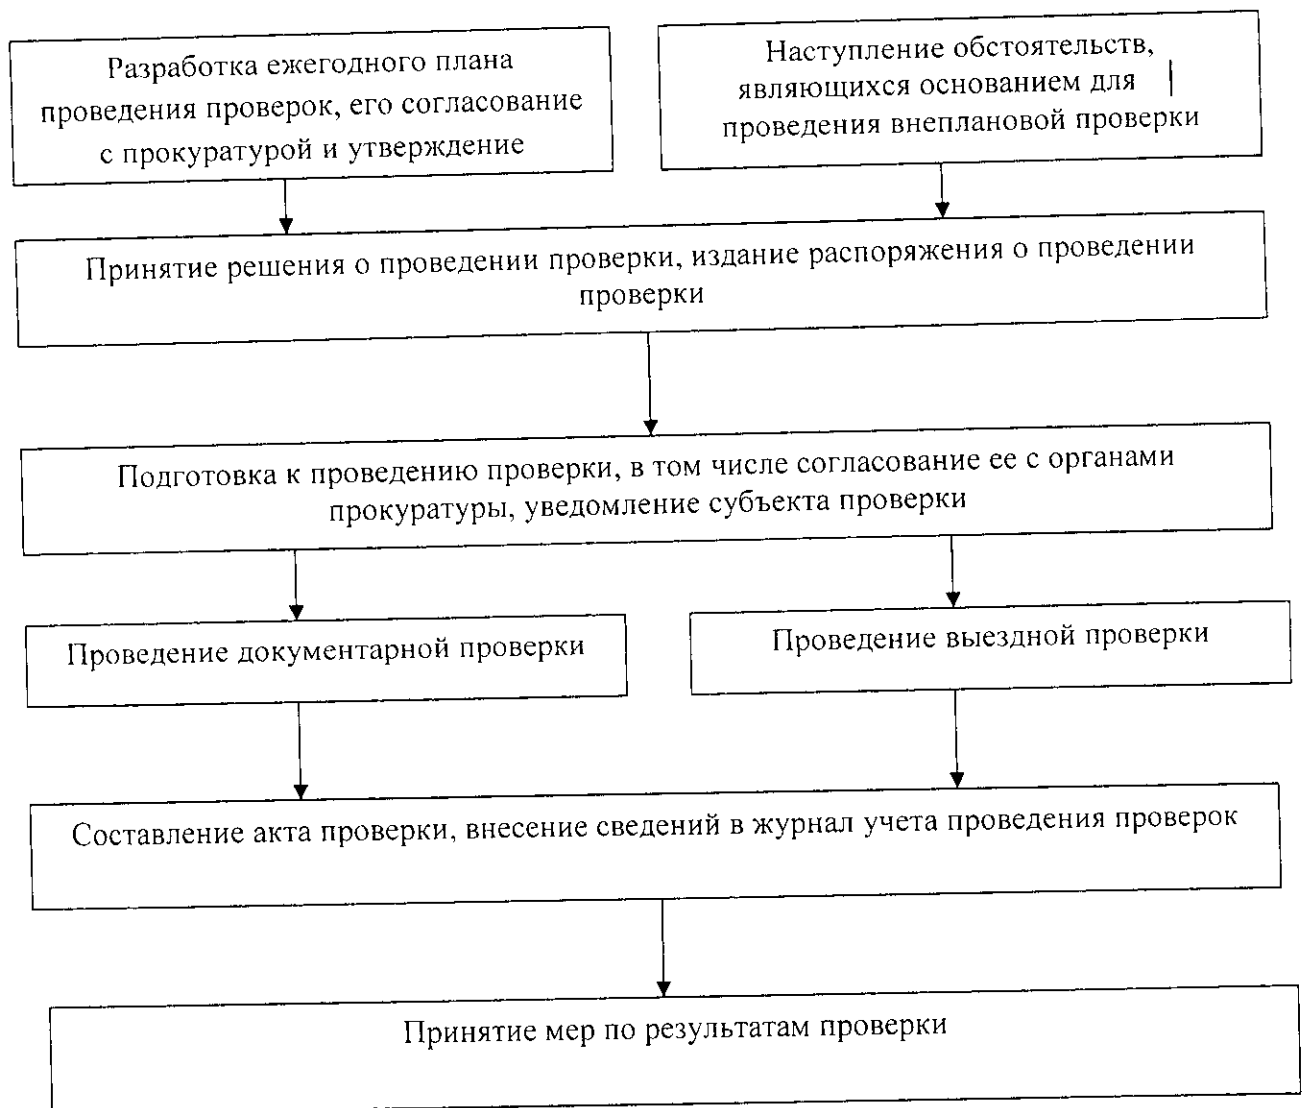 Разработка ежегодного плана
проведения проверок, его согласование
с прокуратурой и утверждение
Наступление обстоятельств,
являющихся основанием для
проведения внеплановой проверки
Принятие решения о проведении проверки, издание распоряжения о проведении
проверки
Подготовка к проведению проверки, в том числе согласование ее с органами
прокуратуры, уведомление субъекта проверки
Проведение документарной проверки
Проведение выездной проверки
Составление акта проверки, внесение сведений в журнал учета проведения проверок
Принятие мер по результатам проверки